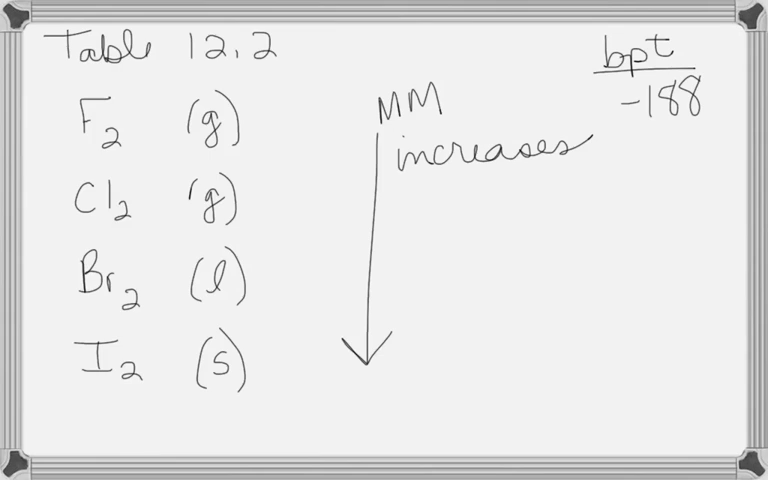 Table 12.2
bpt
F2 (g) MM -188
increases
Cl2 (g)
Br2 (l)
I2 (s)